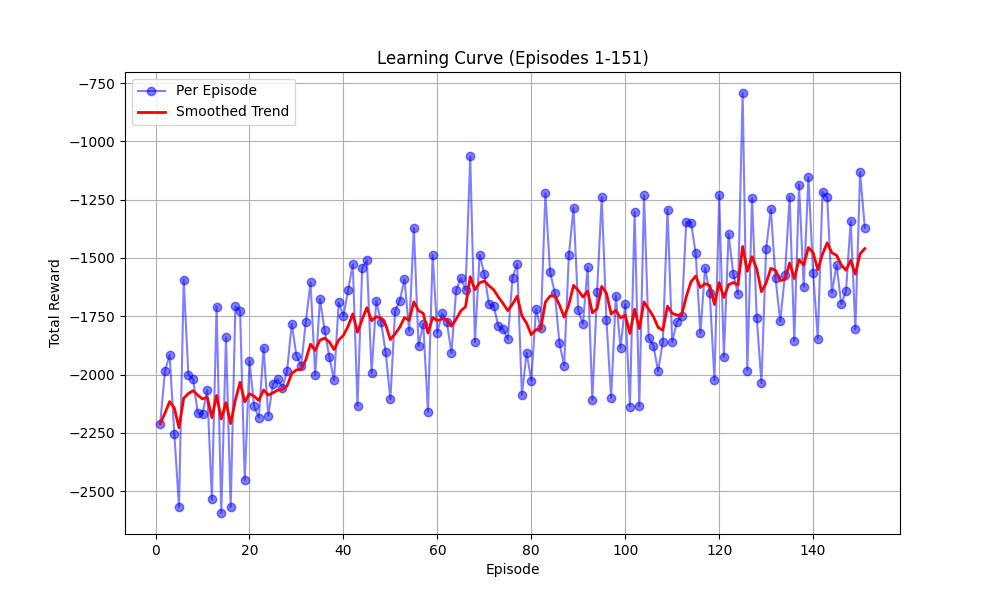 Learning Curve (Episodes 1-151)
Per Episode
Smoothed Trend
Total Reward
−750
−1000
−1250
−1500
−1750
−2000
−2250
−2500
0 20 40 60 80 100 120 140
Episode